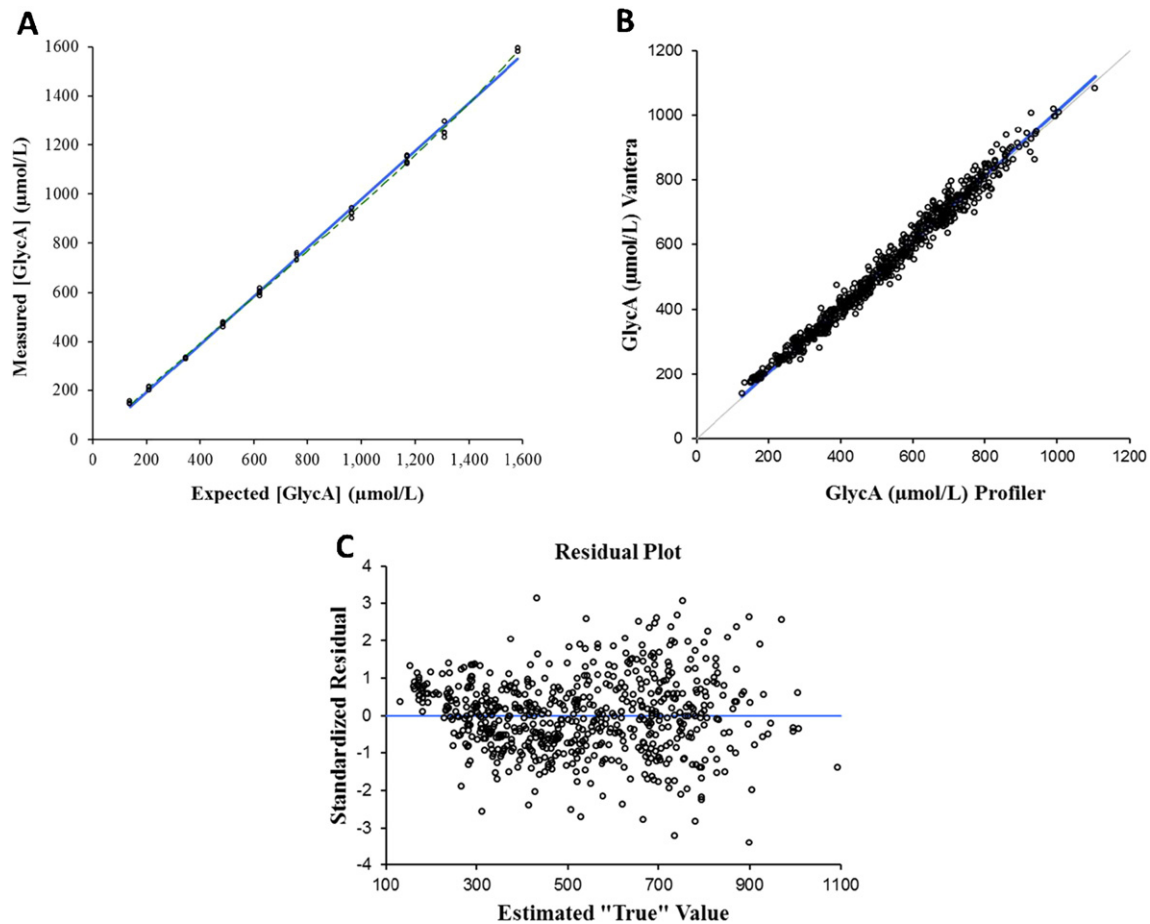 A
1600
1400
1200
1000
800
600
400
200
0
0 200 400 600 800 1,000 1,200 1,400 1,600
Measured [GlycA] (µmol/L)
Expected [GlycA] (µmol/L)
B
1200
1000
800
600
400
200
0
0 200 400 600 800 1000 1200
GlycA (µmol/L) Vantera
GlycA (µmol/L) Profiler
C
Residual Plot
4
3
2
1
0
-1
-2
-3
-4
100 300 500 700 900 1100
Standardized Residual
Estimated "True" Value